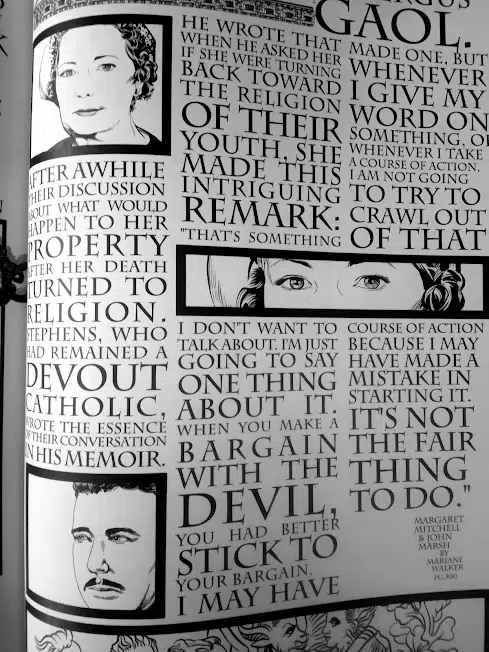 GAOL.
AFTER AWHILE
THEIR DISCUSSION
ABOUT WHAT WOULD
HAPPEN TO HER
PROPERTY
AFTER HER DEATH
TURNED TO
RELIGION.
STEPHENS, WHO
HAD REMAINED A
DEVOUT
CATHOLIC,
WROTE THE ESSENCE
OF THEIR CONVERSATION
IN HIS MEMOIR.
HE WROTE THAT
WHEN HE ASKED HER
IF SHE WERE TURNING
BACK TOWARD
THE RELIGION
OF THEIR
YOUTH, SHE
MADE THIS
INTRIGUING
REMARK:
"THAT'S SOMETHING
I DON'T WANT TO
TALK ABOUT. I'M JUST
GOING TO SAY
ONE THING
ABOUT IT.
WHEN YOU MAKE A
BARGAIN
WITH THE
DEVIL,
YOU HAD BETTER
STICK TO
YOUR BARGAIN.
I MAY HAVE
MADE ONE, BUT
WHENEVER
I GIVE MY
WORD ON
SOMETHING, OR
WHENEVER I TAKE
A COURSE OF ACTION.
I AM NOT GOING
TO TRY TO
CRAWL OUT
OF THAT
COURSE OF ACTION
BECAUSE I MAY
HAVE MADE A
MISTAKE IN
STARTING IT.
IT'S NOT
THE FAIR
THING
TO DO."
MARGARET
MITCHELL
& JOHN
MARSH
BY
MARIANE
WALKER
PG.500